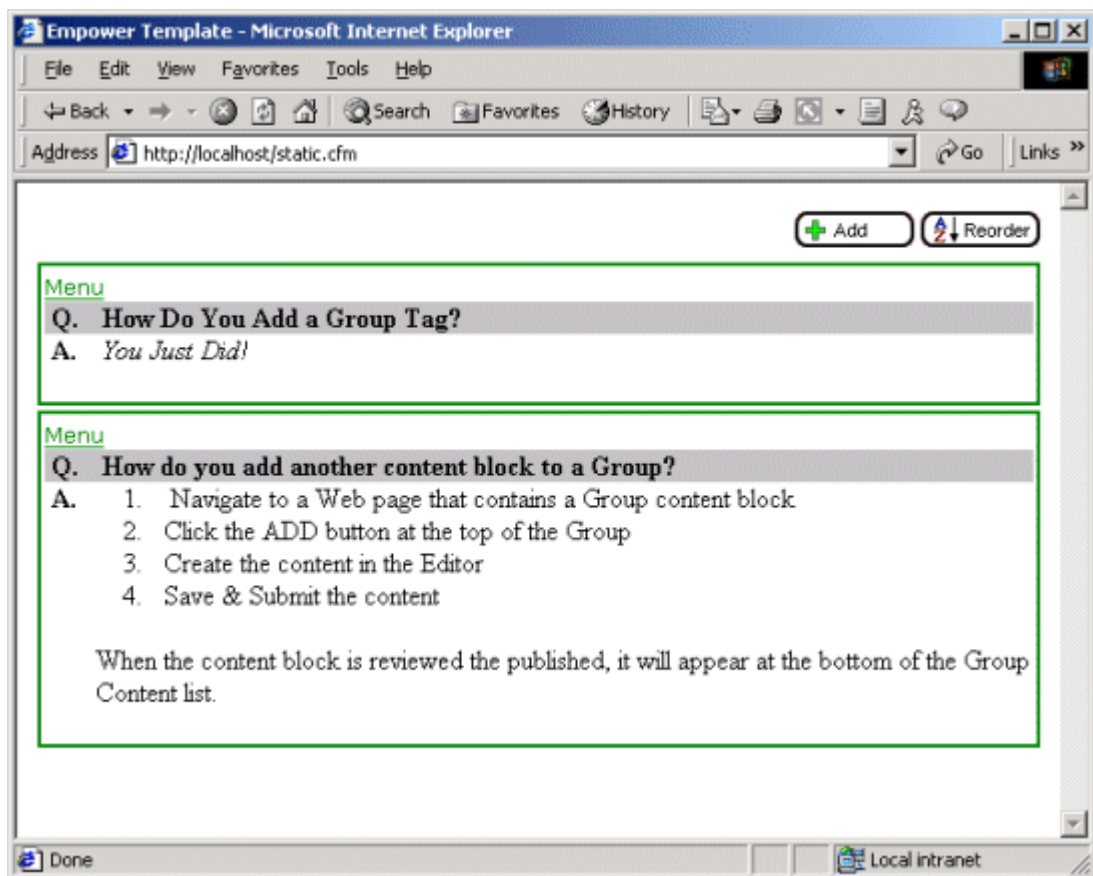 Empower Template - Microsoft Internet Explorer
File Edit View Favorites Tools Help
Back Search Favorites History
Address http://localhost/static.cfm Go Links »
Add Reorder
Menu
Q. How Do You Add a Group Tag?
A. You Just Did!
Menu
Q. How do you add another content block to a Group?
A. 1. Navigate to a Web page that contains a Group content block
2. Click the ADD button at the top of the Group
3. Create the content in the Editor
4. Save & Submit the content
When the content block is reviewed the published, it will appear at the bottom of the Group
Content list.
Done Local intranet